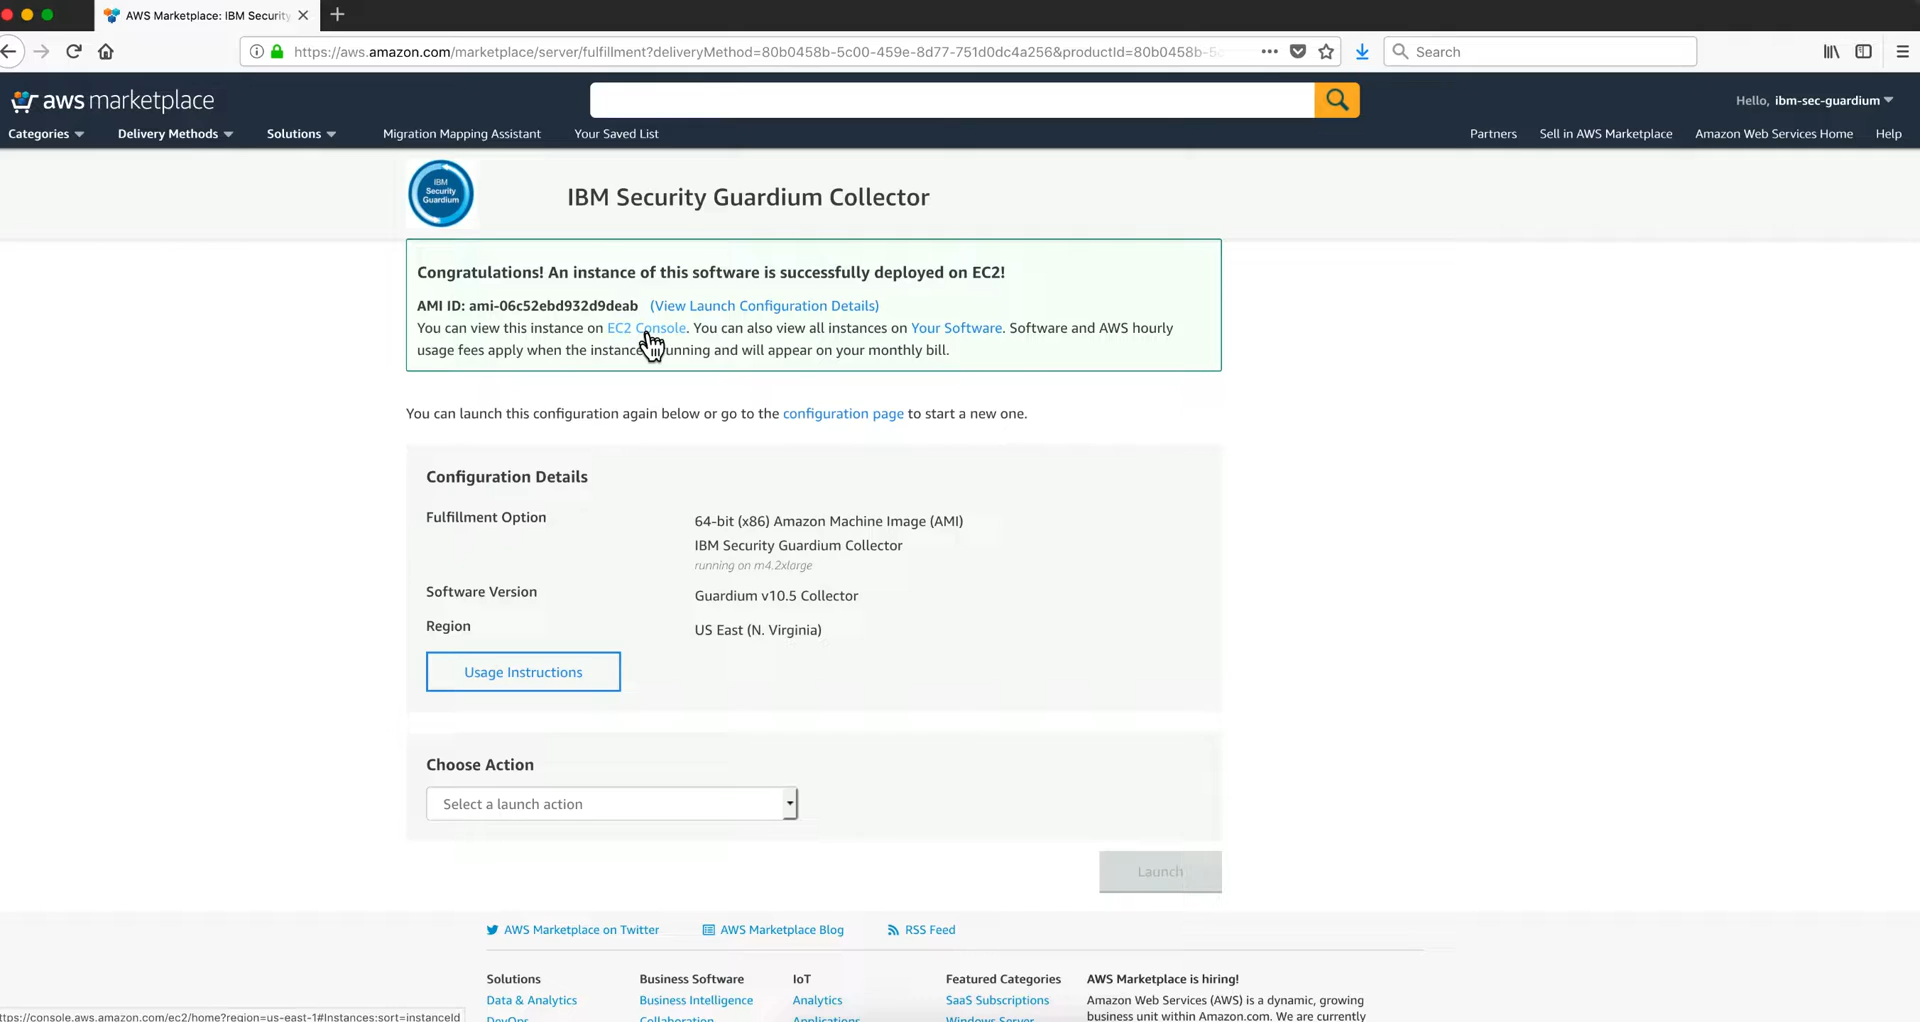 AWS Marketplace: IBM Security
https://aws.amazon.com/marketplace/server/fulfillment?deliveryMethod=80b0458b-5c00-459e-8d77-751d0dc4a256&productId=80b0458b-5c
Search
aws marketplace
Hello, ibm-sec-guardium
Categories
Delivery Methods
Solutions
Migration Mapping Assistant
Your Saved List
Partners
Sell in AWS Marketplace
Amazon Web Services Home
Help
IBM
Security
Guardium
IBM Security Guardium Collector
Congratulations! An instance of this software is successfully deployed on EC2!
AMI ID: ami-06c52ebd932d9deab (View Launch Configuration Details)
You can view this instance on EC2 Console. You can also view all instances on Your Software. Software and AWS hourly
usage fees apply when the instance running and will appear on your monthly bill.
You can launch this configuration again below or go to the configuration page to start a new one.
Configuration Details
Fulfillment Option
64-bit (x86) Amazon Machine Image (AMI)
IBM Security Guardium Collector
running on m4.2xlarge
Software Version
Guardium v10.5 Collector
Region
US East (N. Virginia)
Usage Instructions
Choose Action
Select a launch action
Launch
AWS Marketplace on Twitter
AWS Marketplace Blog
RSS Feed
Solutions
Business Software
IoT
Featured Categories
AWS Marketplace is hiring!
Data & Analytics
Business Intelligence
Analytics
SaaS Subscriptions
Amazon Web Services (AWS) is a dynamic, growing
DevOps
Collaboration
Applications
Windows Server
business unit within Amazon.com. We are currently
ttps://console.aws.amazon.com/ec2/home?region=us-east-1#Instances:sort=instanceId